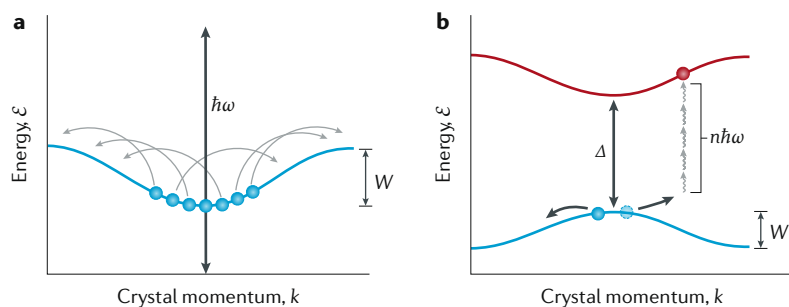 a
Energy, ℰ
ℏω
W
Crystal momentum, k
b
Energy, ℰ
Δ
nℏω
W
Crystal momentum, k